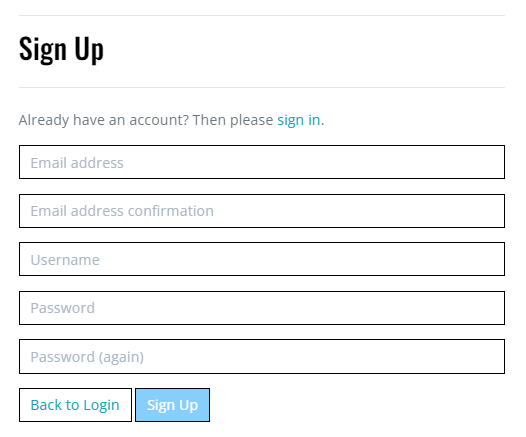 Sign Up
Already have an account? Then please sign in.
Email address
Email address confirmation
Username
Password
Password (again)
Back to Login Sign Up